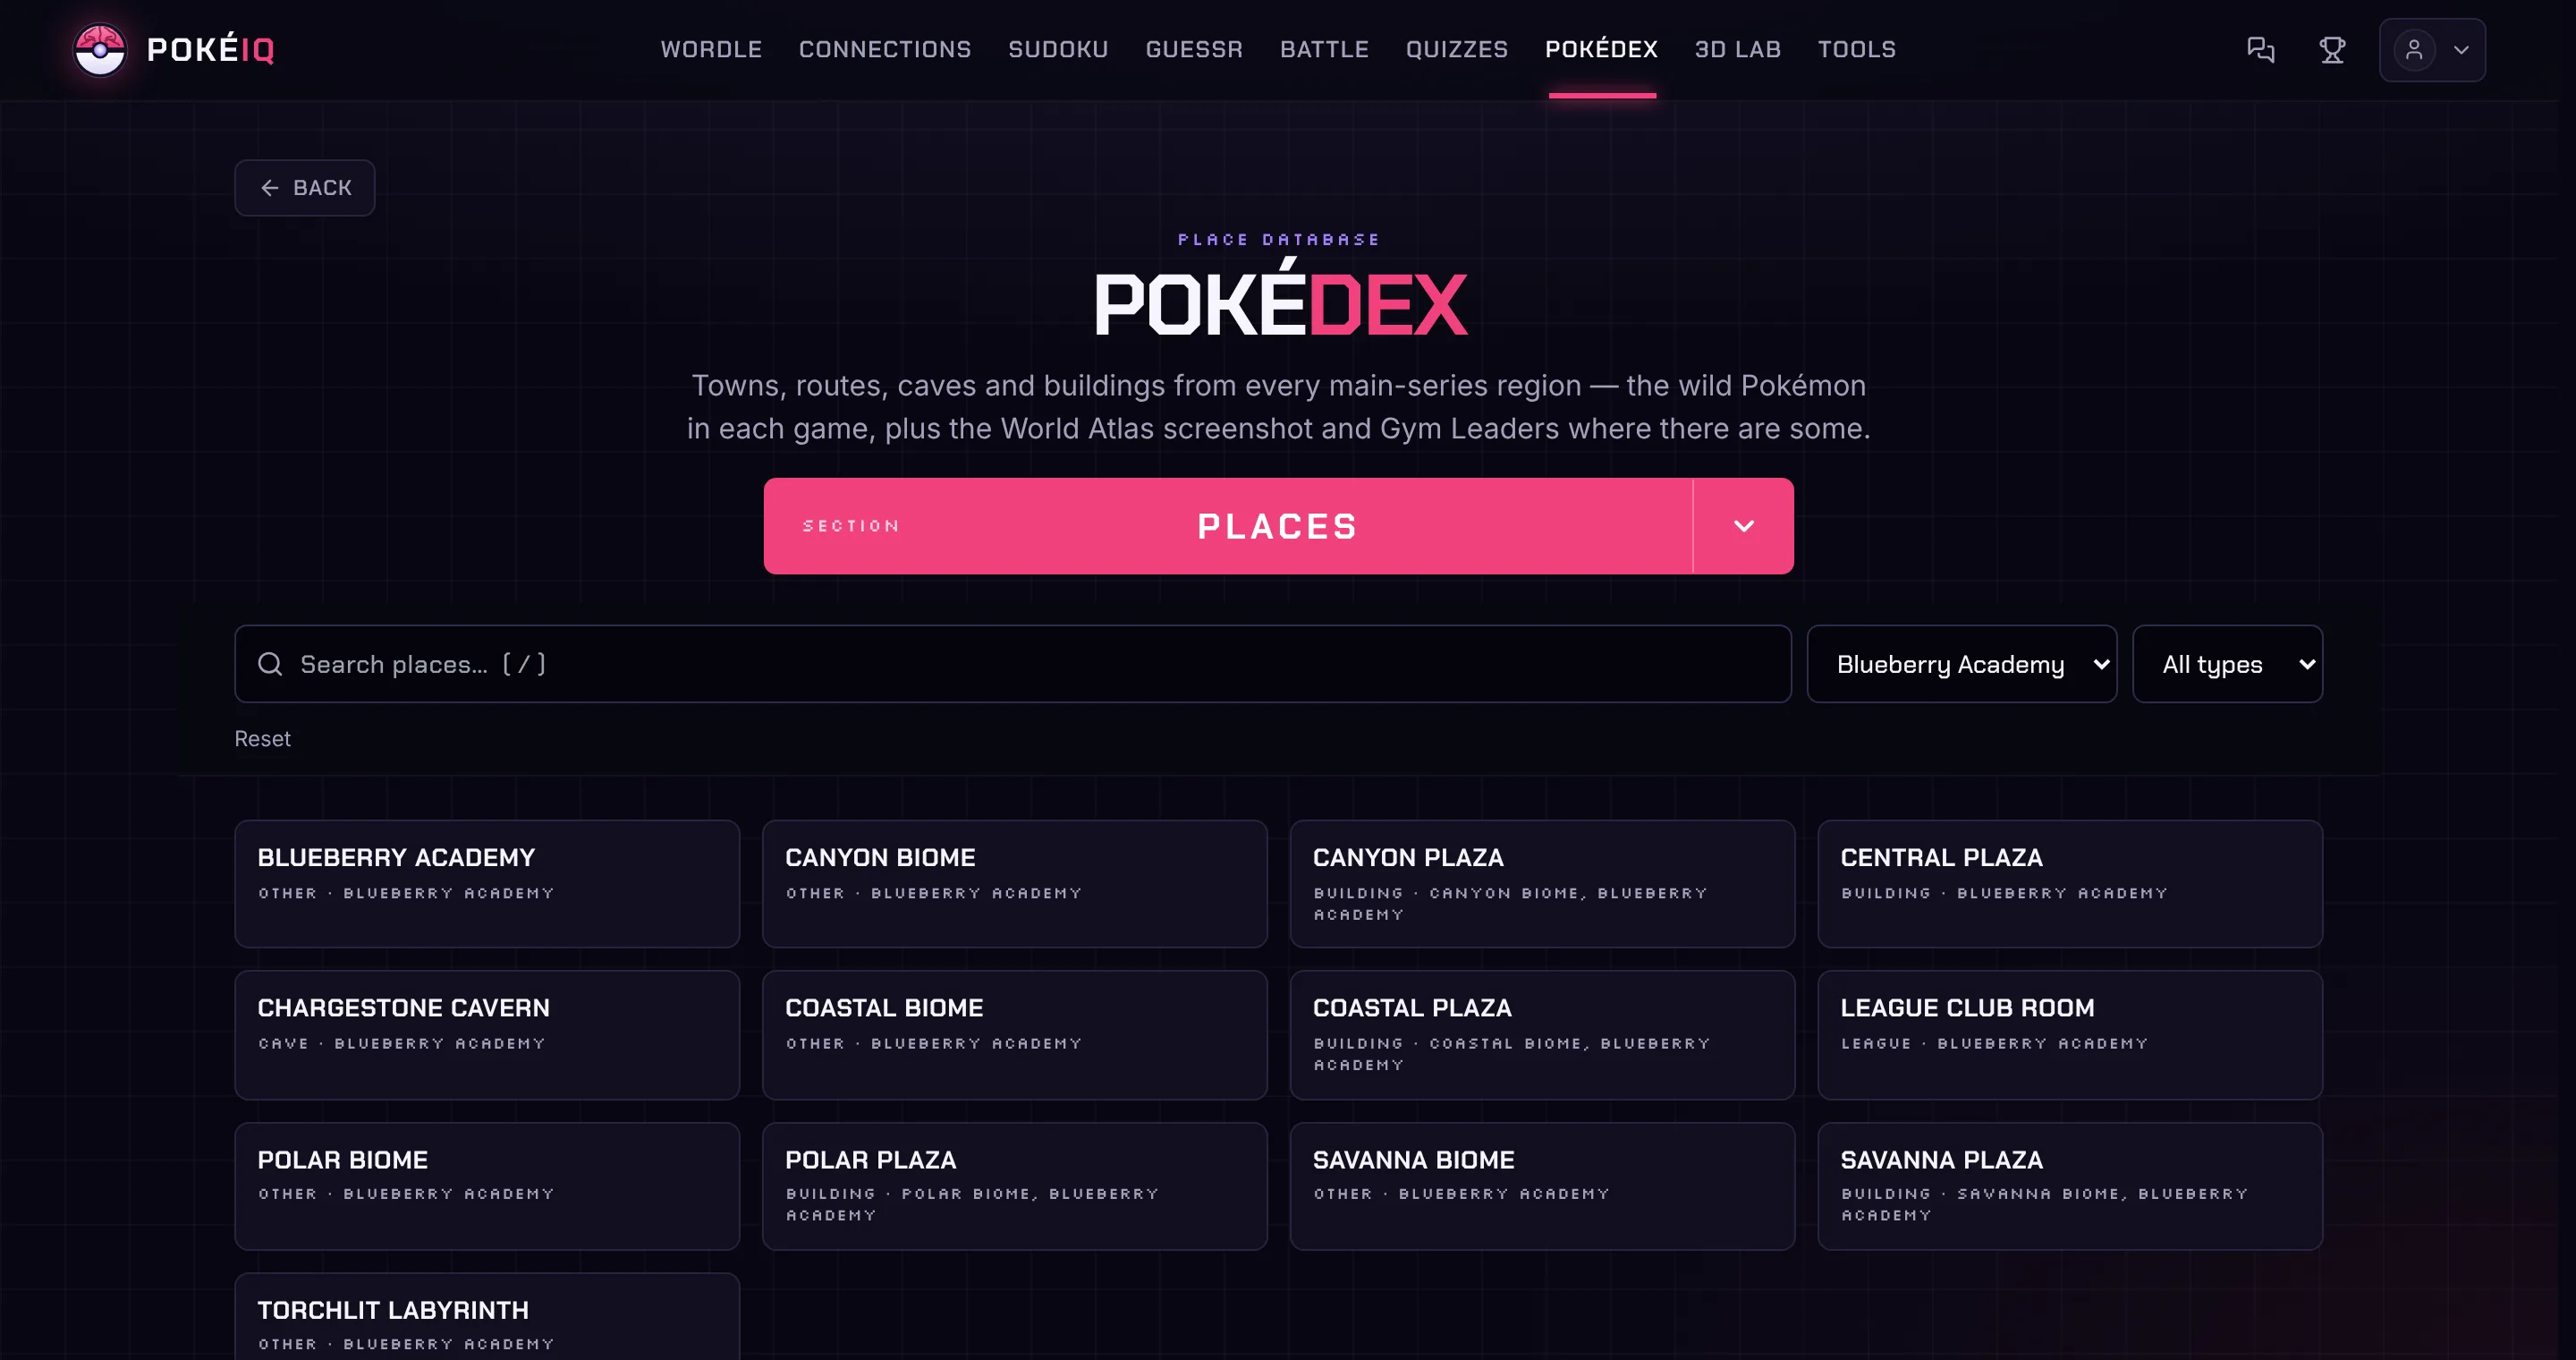 POKÉIQ
WORDLE CONNECTIONS SUDOKU GUESSR BATTLE QUIZZES POKÉDEX 3D LAB TOOLS
BACK
PLACE DATABASE
POKÉDEX
Towns, routes, caves and buildings from every main-series region — the wild Pokémon
in each game, plus the World Atlas screenshot and Gym Leaders where there are some.
SECTION PLACES
Search places... [ / ] Blueberry Academy All types
Reset
BLUEBERRY ACADEMY
OTHER · BLUEBERRY ACADEMY
CANYON BIOME
OTHER · BLUEBERRY ACADEMY
CANYON PLAZA
BUILDING · CANYON BIOME, BLUEBERRY
ACADEMY
CENTRAL PLAZA
BUILDING · BLUEBERRY ACADEMY
CHARGESTONE CAVERN
CAVE · BLUEBERRY ACADEMY
COASTAL BIOME
OTHER · BLUEBERRY ACADEMY
COASTAL PLAZA
BUILDING · COASTAL BIOME, BLUEBERRY
ACADEMY
LEAGUE CLUB ROOM
LEAGUE · BLUEBERRY ACADEMY
POLAR BIOME
OTHER · BLUEBERRY ACADEMY
POLAR PLAZA
BUILDING · POLAR BIOME, BLUEBERRY
ACADEMY
SAVANNA BIOME
OTHER · BLUEBERRY ACADEMY
SAVANNA PLAZA
BUILDING · SAVANNA BIOME, BLUEBERRY
ACADEMY
TORCHLIT LABYRINTH
OTHER · BLUEBERRY ACADEMY